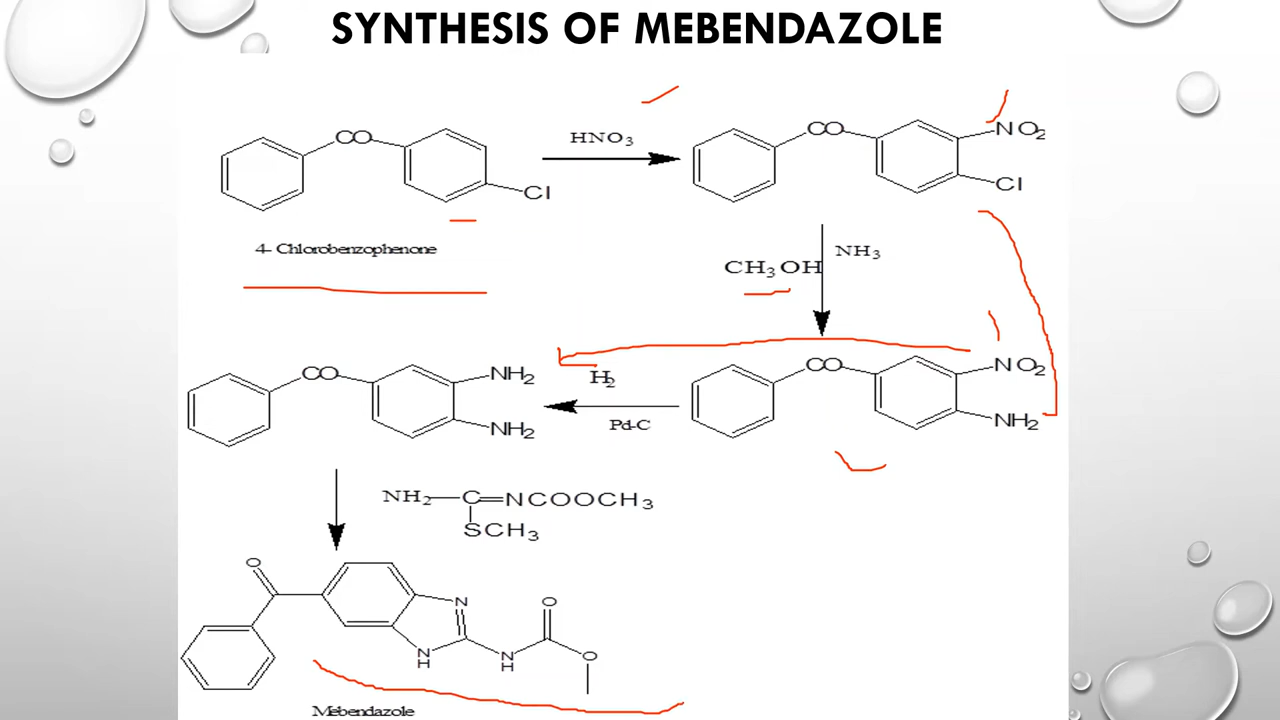 SYNTHESIS OF MEBENDAZOLE
CO
Cl
4- Chlorobenzophenone
HNO3
CO
NO2
Cl
CH3OH
NH3
CO
NO2
NH2
H2
Pd-C
CO
NH2
NH2
NH2—C=NCOOCH3
SCH3
O
N
N
H
N
H
O
O
Mebendazole